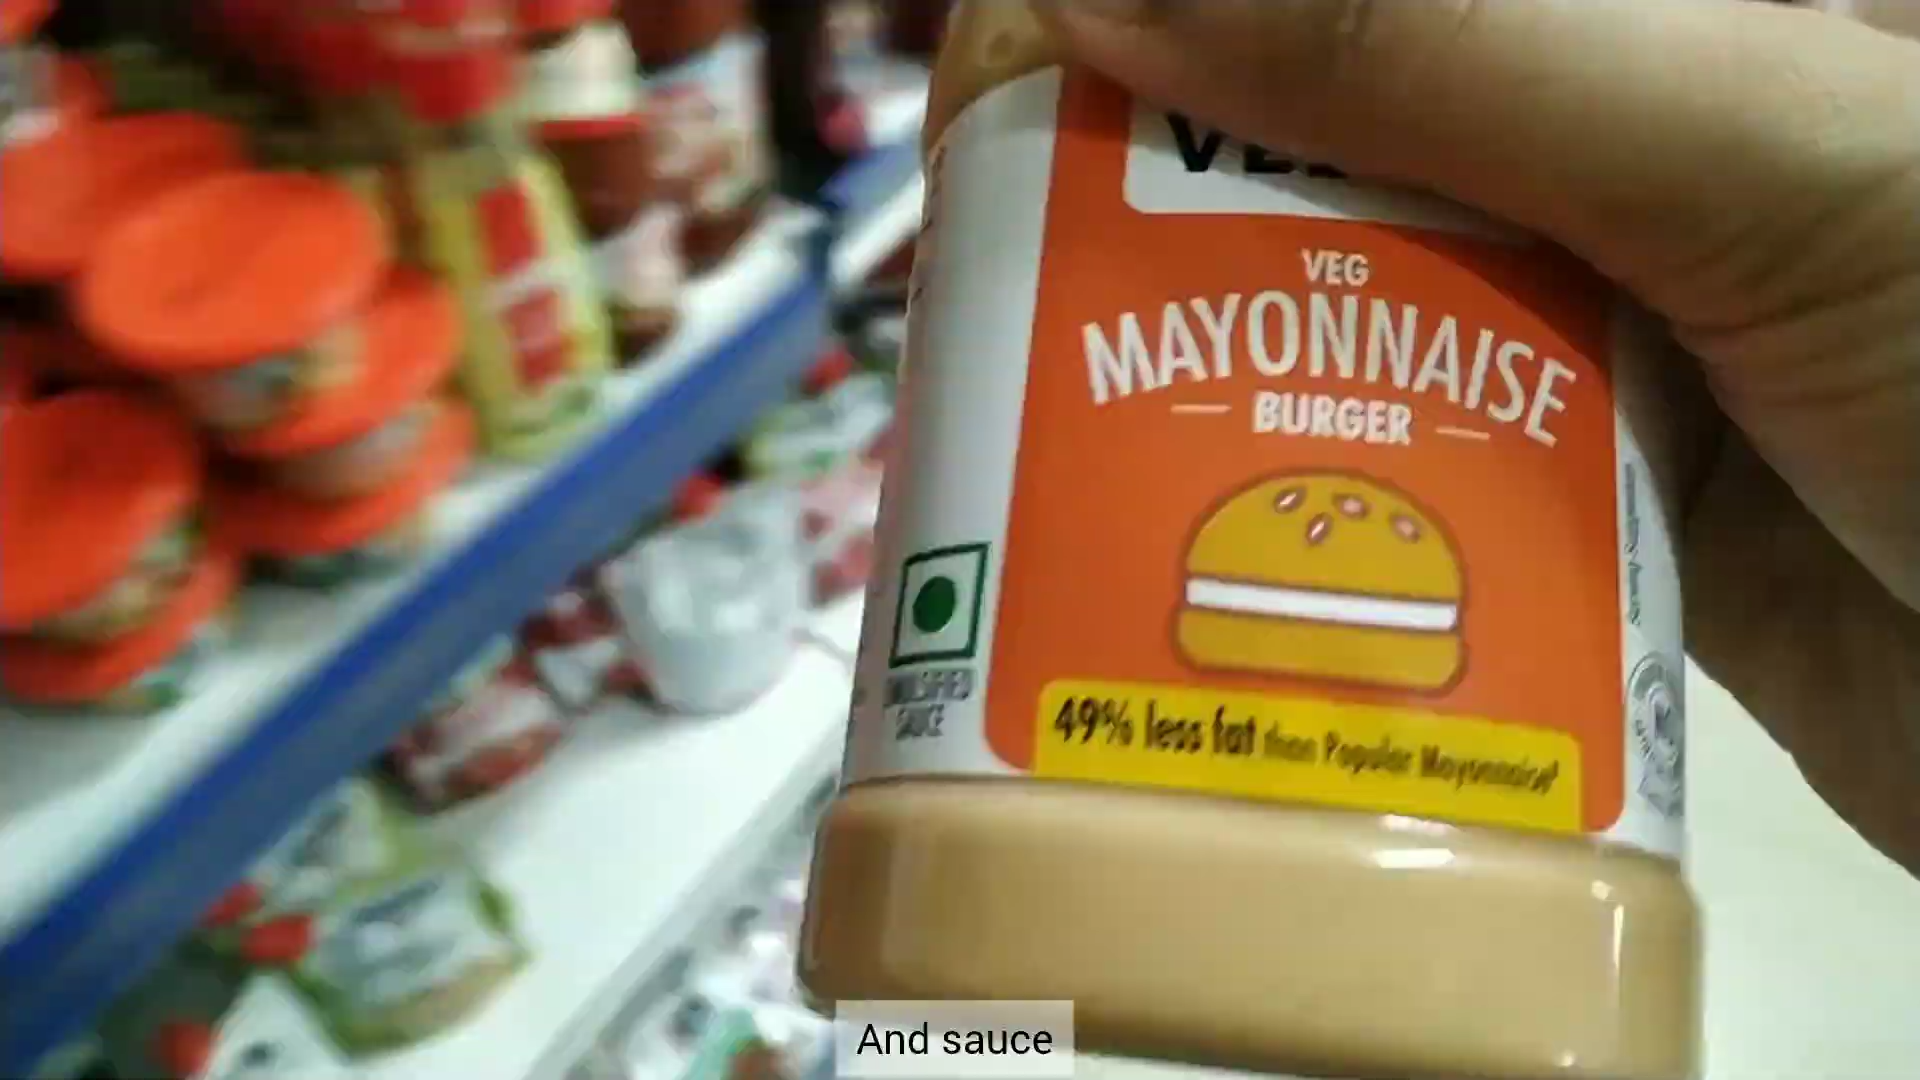 VEG
MAYONNAISE
BURGER
EMULSIFIED
SAUCE
49% less fat than Popular Mayonnaise*
And sauce